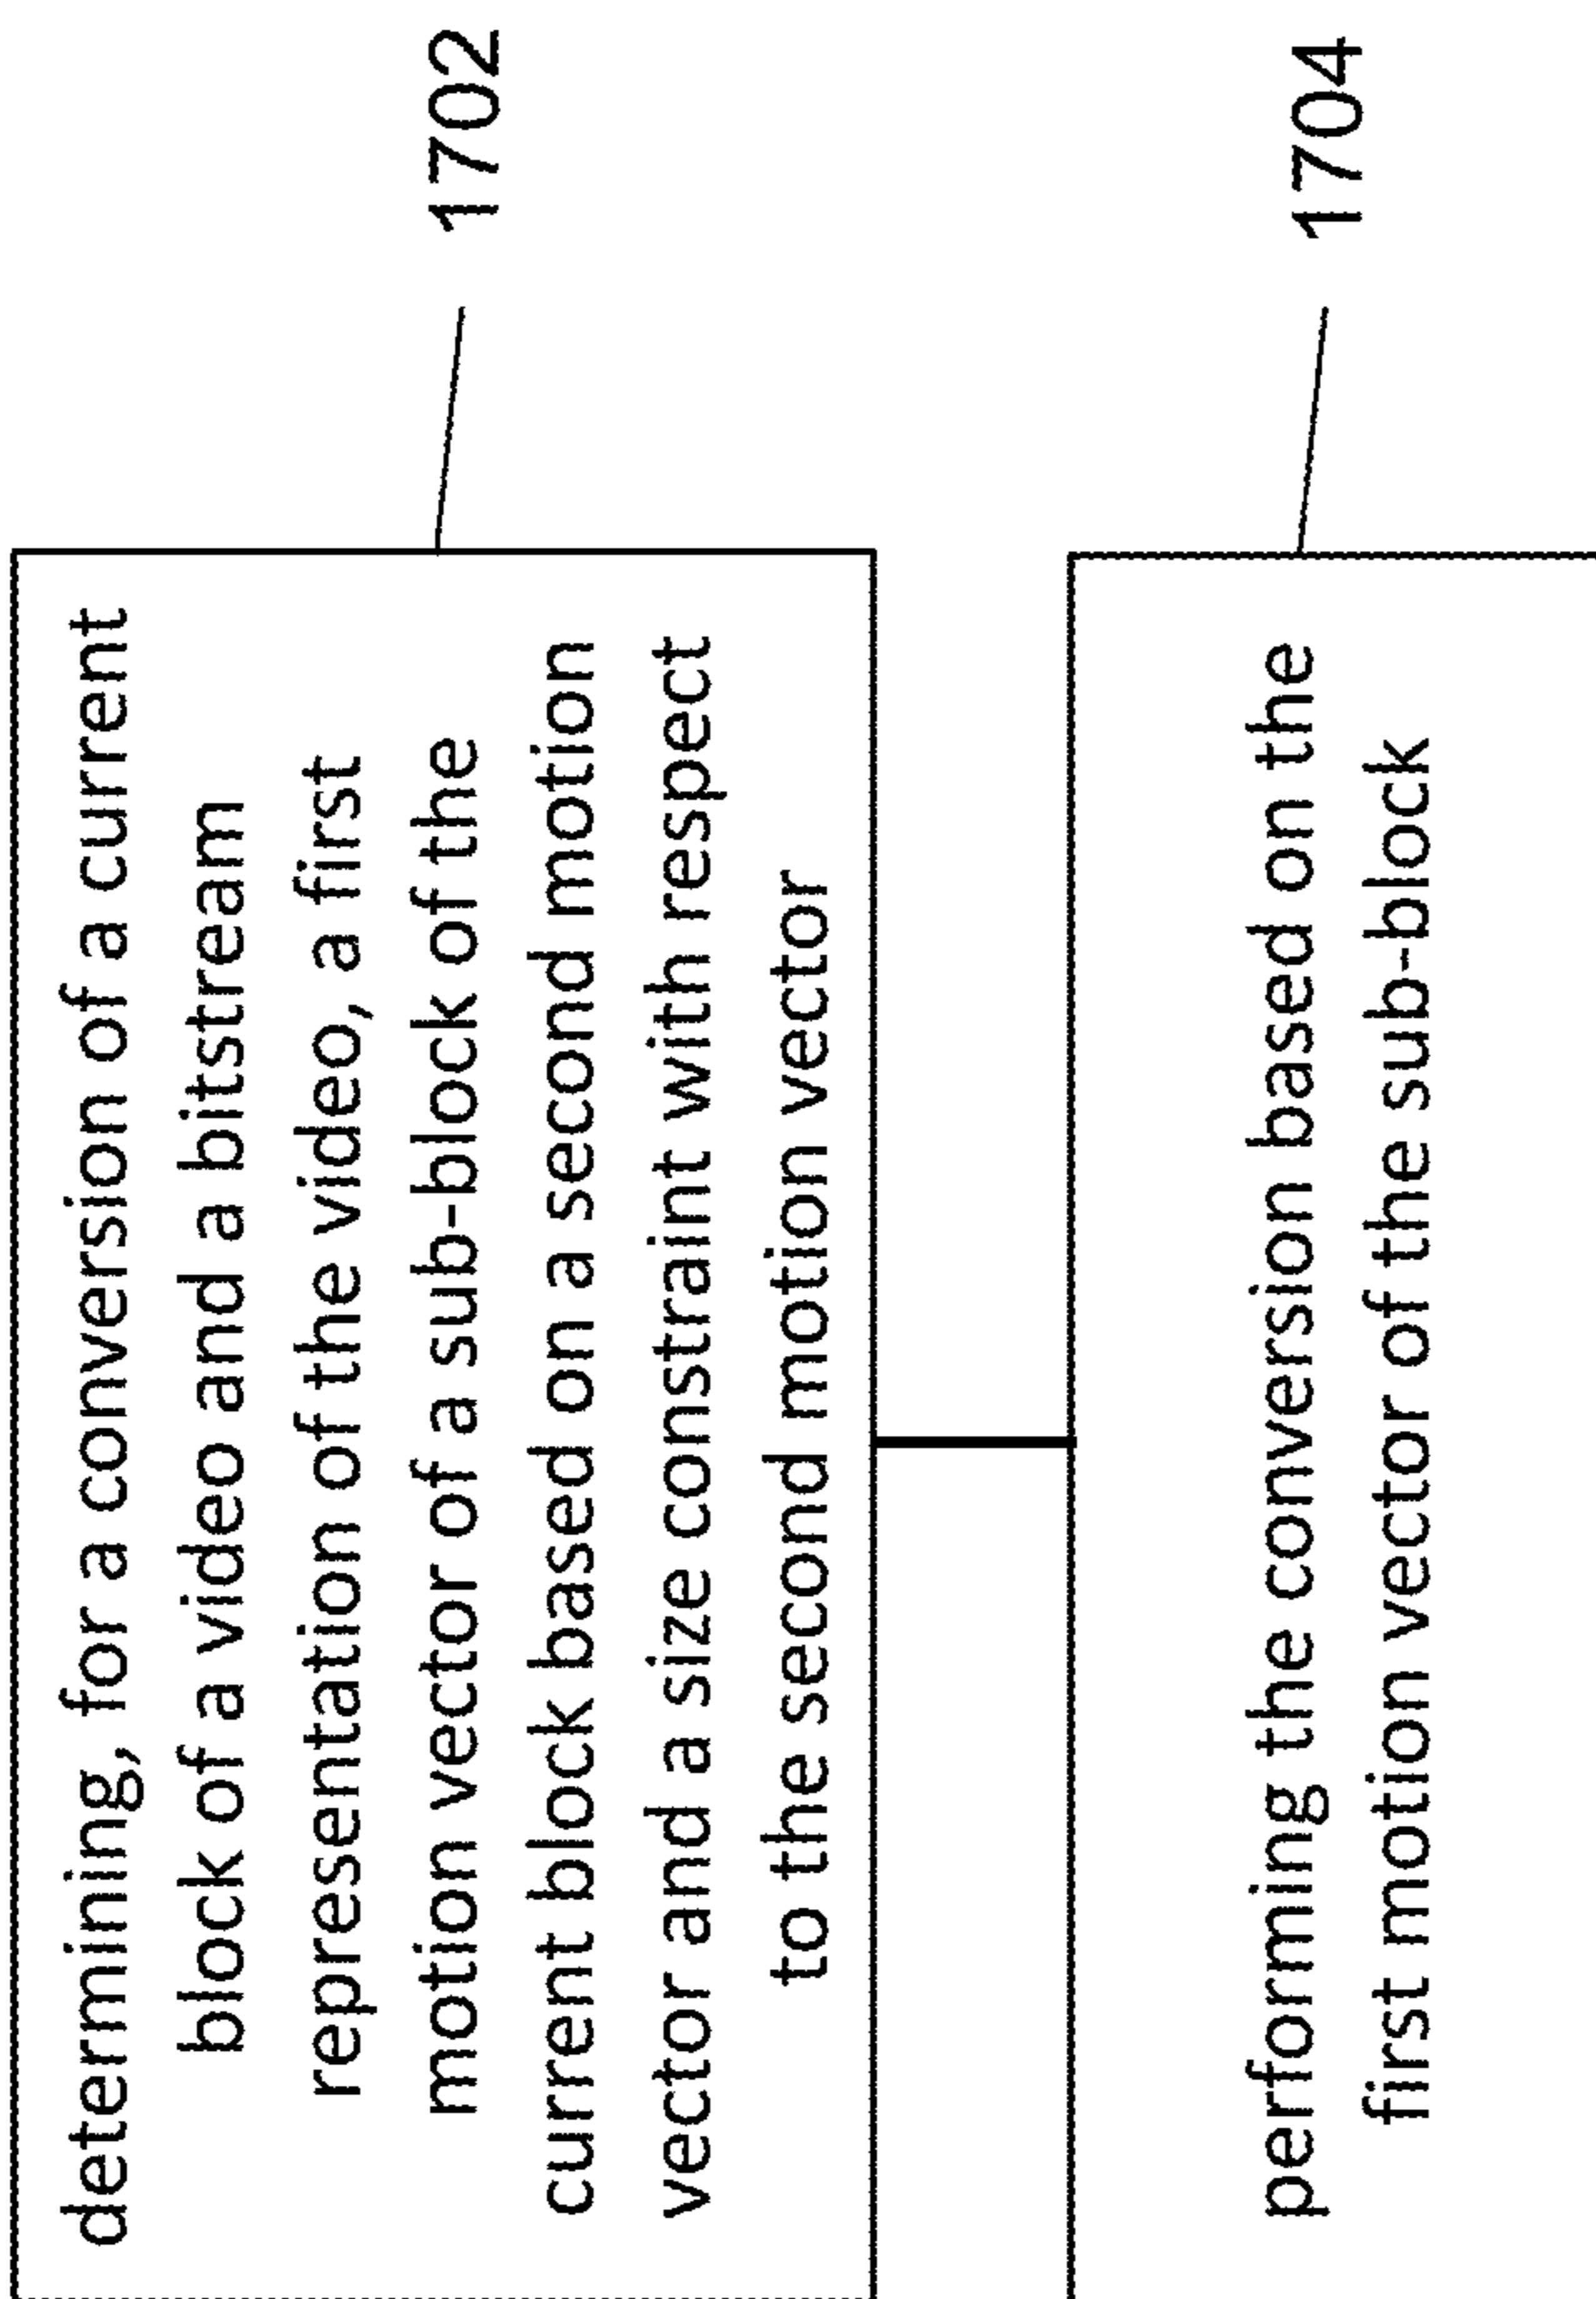 determining, for a conversion of a current
block of a video and a bitstream
representation of the video, a first
motion vector of a sub-block of the
current block based on a second motion
vector and a size constraint with respect
to the second motion vector
1702
performing the conversion based on the
first motion vector of the sub-block
1704